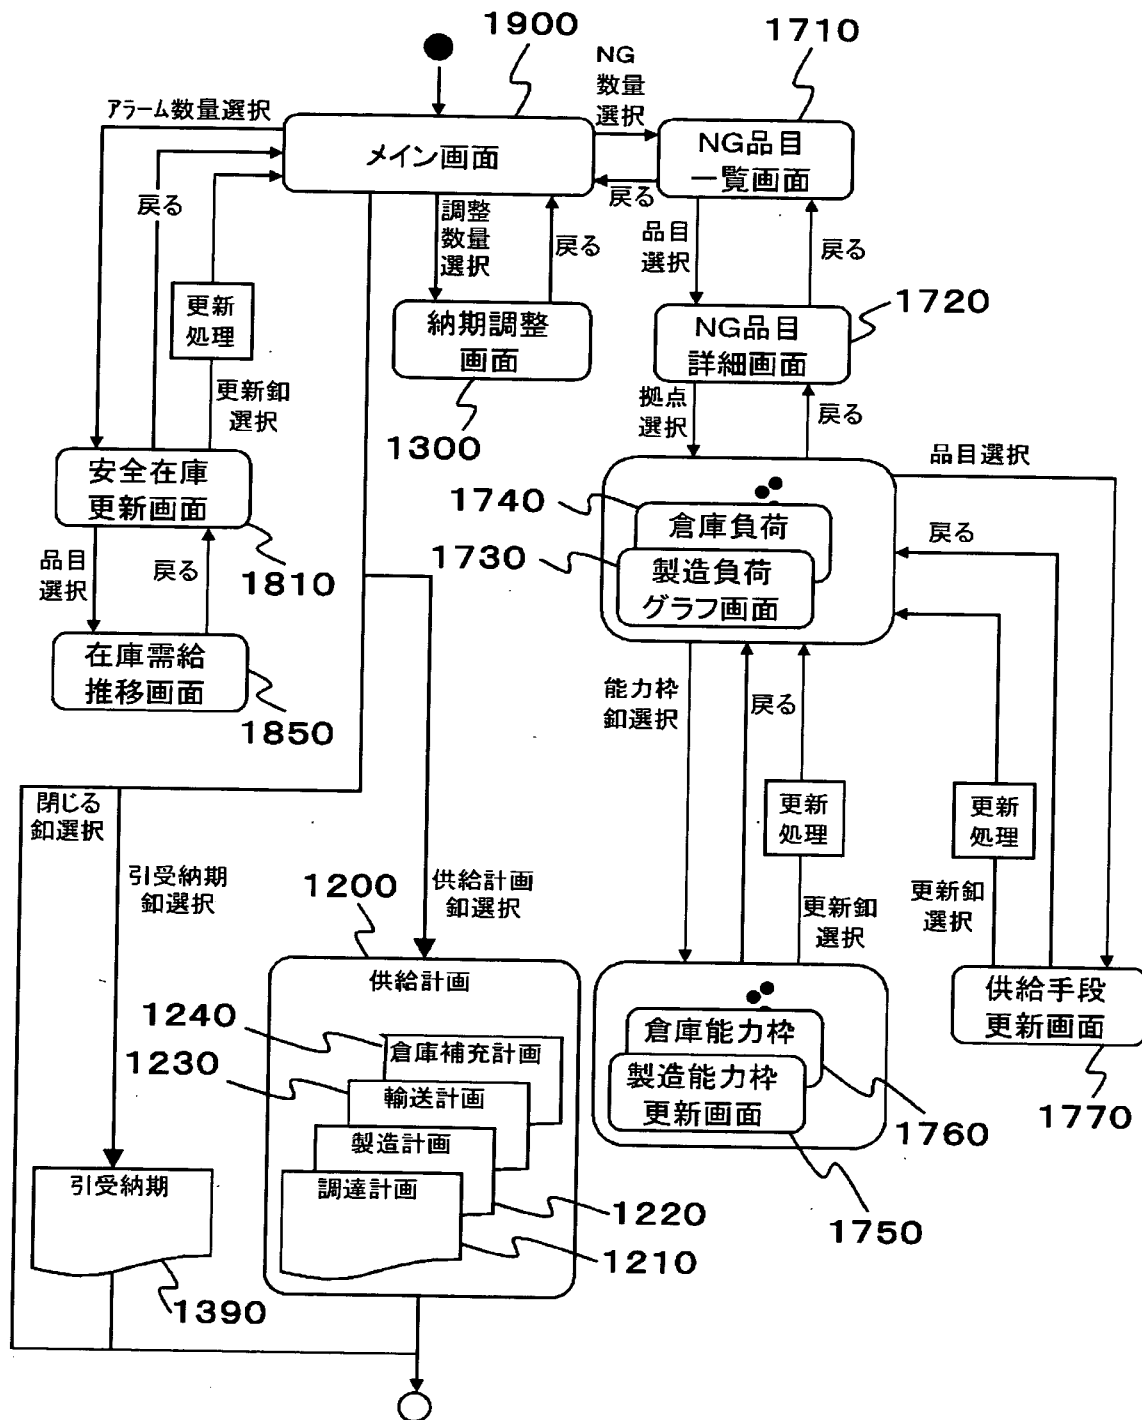 1900
1710
NG
数量
選択
アラーム数量選択
メイン画面
NG品目
一覧画面
戻る
戻る
調整
数量
選択
戻る
品目
選択
戻る
1720
更新
処理
納期調整
画面
NG品目
詳細画面
更新釦
選択
1300
拠点
選択
戻る
安全在庫
更新画面
1740
倉庫負荷
品目選択
戻る
品目
選択
戻る
1810
1730
製造負荷
グラフ画面
在庫需給
推移画面
1850
能力枠
釦選択
戻る
閉じる
釦選択
更新
処理
更新
処理
引受納期
釦選択
1200
供給計画
釦選択
更新釦
選択
更新釦
選択
供給計画
供給手段
更新画面
1240
倉庫補充計画
倉庫能力枠
1230
輸送計画
製造能力枠
更新画面
1760
1770
製造計画
引受納期
調達計画
1220
1750
1210
1390